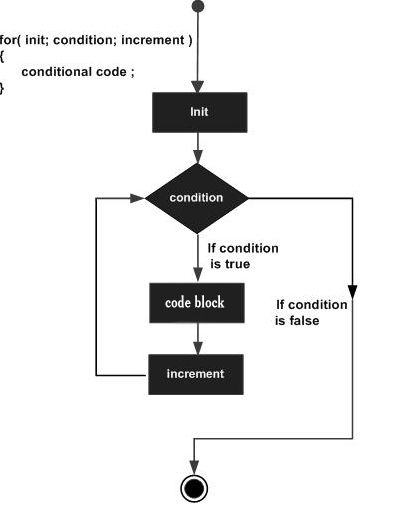 for( init; condition; increment )
{
conditional code ;
}
Init
condition
If condition
is true
code block
If condition
is false
increment